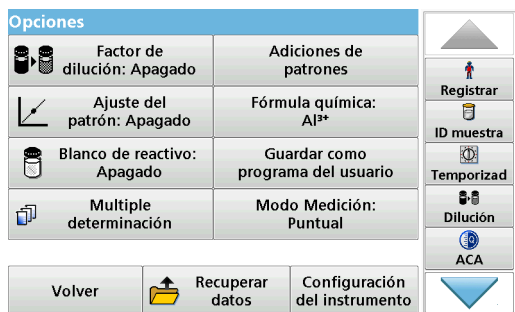 Opciones
Factor de
dilución: Apagado
Adiciones de
patrones
Ajuste del
patrón: Apagado
Fórmula química:
Al³⁺
Blanco de reactivo:
Apagado
Guardar como
programa del usuario
Multiple
determinación
Modo Medición:
Puntual
Volver
Recuperar
datos
Configuración
del instrumento
Registrar
ID muestra
Temporizad
Dilución
ACA